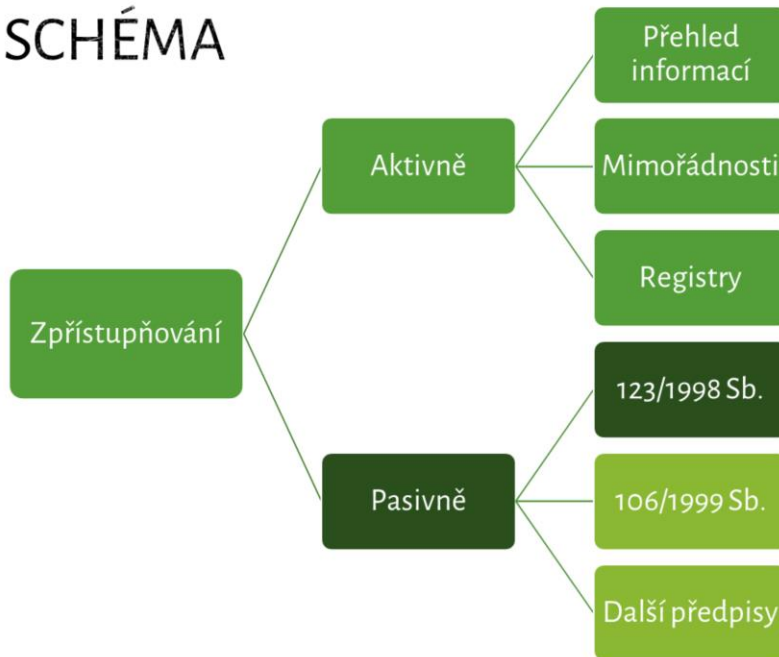 SCHÉMA
Zpřístupňování
Aktivně
Přehled
informací
Mimořádnosti
Registry
Pasivně
123/1998 Sb.
106/1999 Sb.
Další předpisy